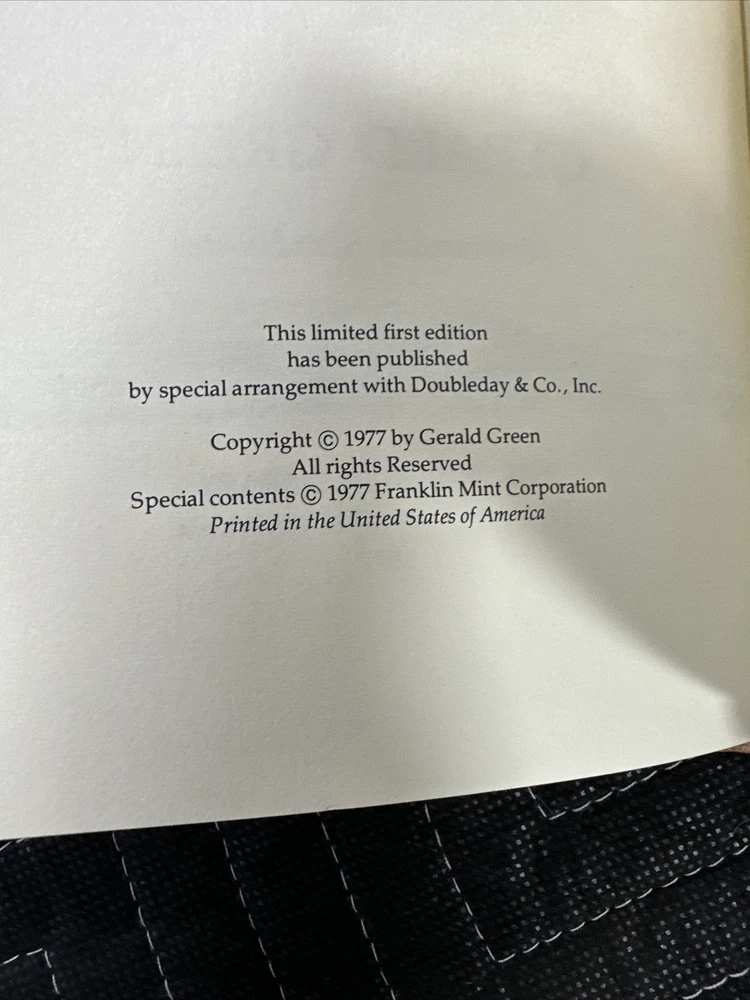 This limited first edition
has been published
by special arrangement with Doubleday & Co., Inc.
Copyright © 1977 by Gerald Green
All rights Reserved
Special contents © 1977 Franklin Mint Corporation
Printed in the United States of America